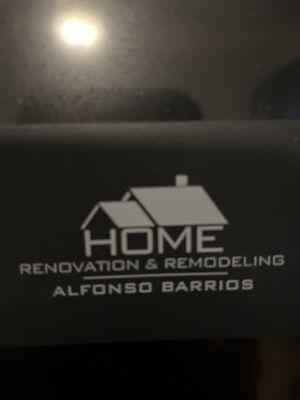 HOME
RENOVATION & REMODELING
ALFONSO BARRIOS